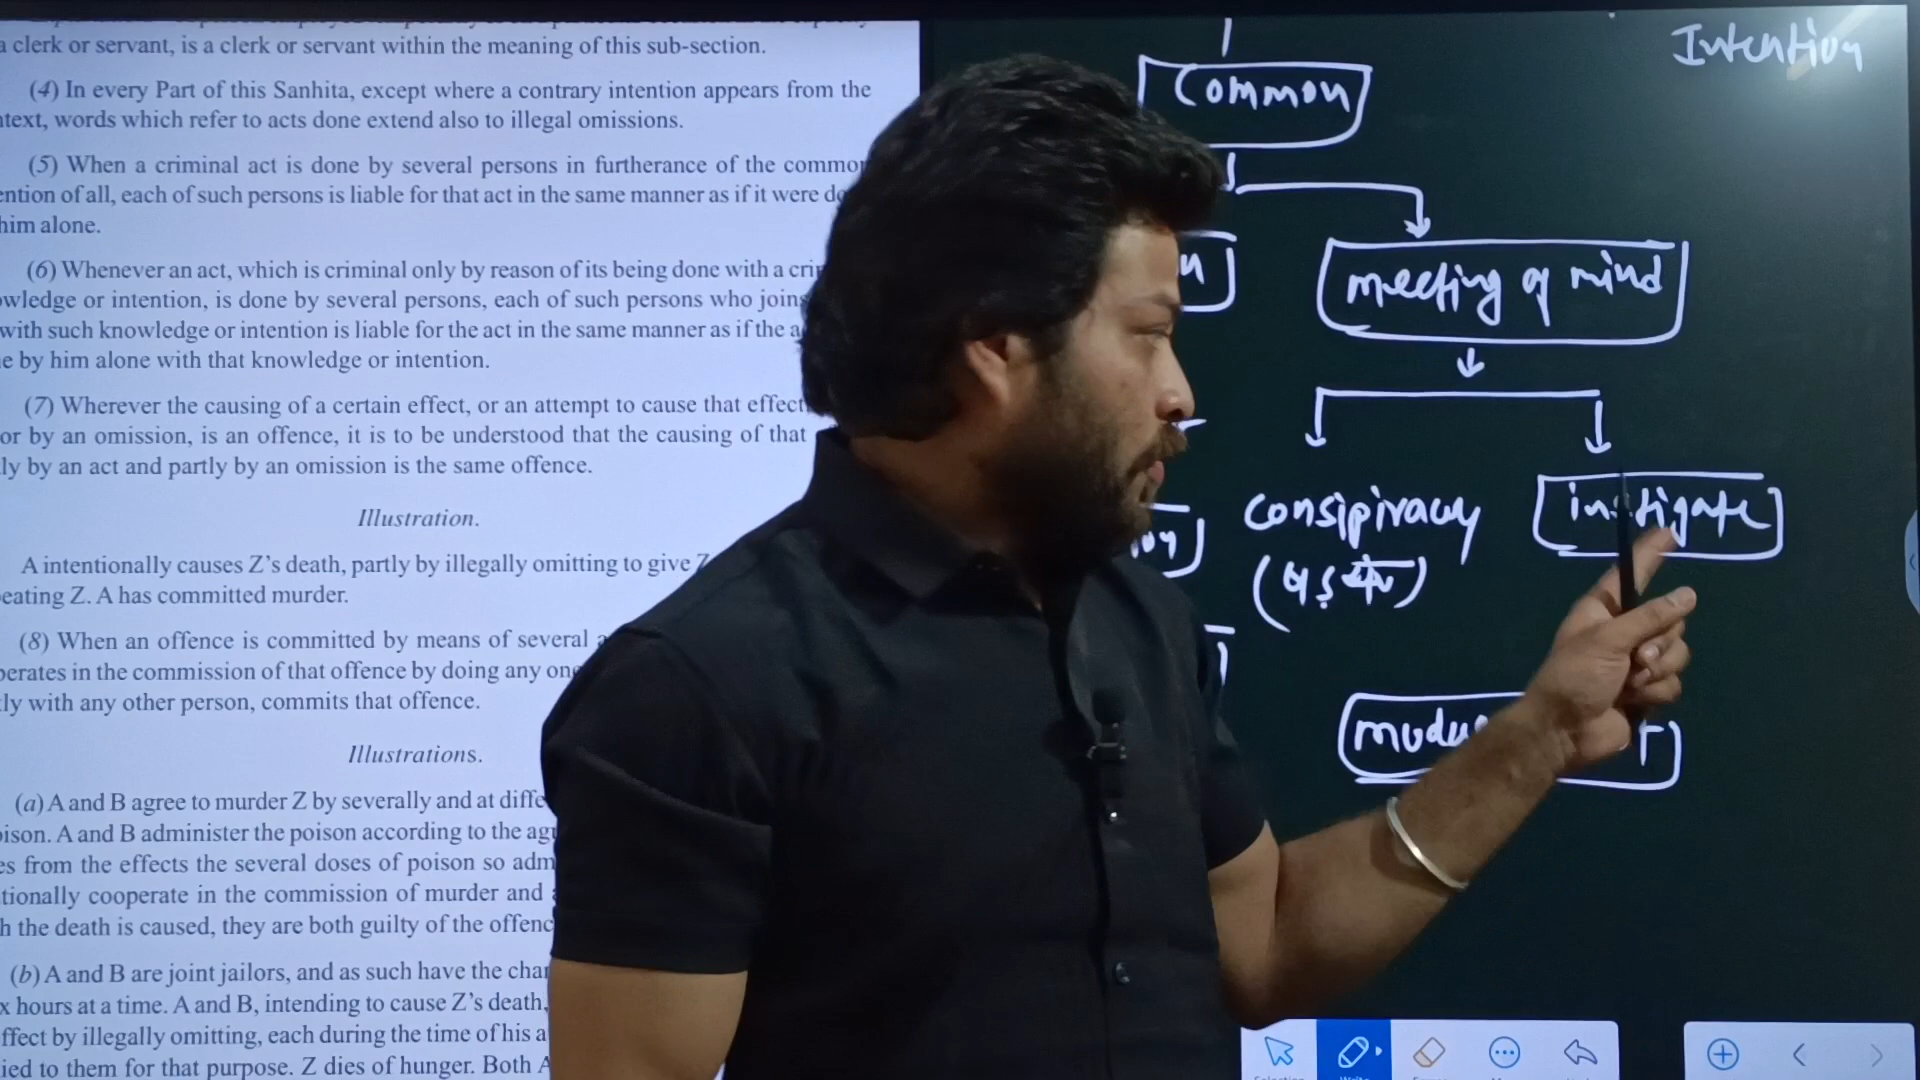 a clerk or servant, is a clerk or servant within the meaning of this sub-section.
(4) In every Part of this Sanhita, except where a contrary intention appears from the
text, words which refer to acts done extend also to illegal omissions.
(5) When a criminal act is done by several persons in furtherance of the commo
ention of all, each of such persons is liable for that act in the same manner as if it were do
him alone.
(6) Whenever an act, which is criminal only by reason of its being done with a cri
owledge or intention, is done by several persons, each of such persons who joins
with such knowledge or intention is liable for the act in the same manner as if the a
e by him alone with that knowledge or intention.
(7) Wherever the causing of a certain effect, or an attempt to cause that effect
or by an omission, is an offence, it is to be understood that the causing of that
ly by an act and partly by an omission is the same offence.
Illustration.
A intentionally causes Z's death, partly by illegally omitting to give Z
eating Z. A has committed murder.
(8) When an offence is committed by means of several a
perates in the commission of that offence by doing any one
ly with any other person, commits that offence.
Illustrations.
(a) A and B agree to murder Z by severally and at diffe
oison. A and B administer the poison according to the agr
es from the effects the several doses of poison so adm
tionally cooperate in the commission of murder and a
h the death is caused, they are both guilty of the offenc
(b) A and B are joint jailors, and as such have the char
x hours at a time. A and B, intending to cause Z's death,
ffect by illegally omitting, each during the time of his a
ied to them for that purpose. Z dies of hunger. Both A
Intention
Common
meeting of mind
Consipiracy
instigate